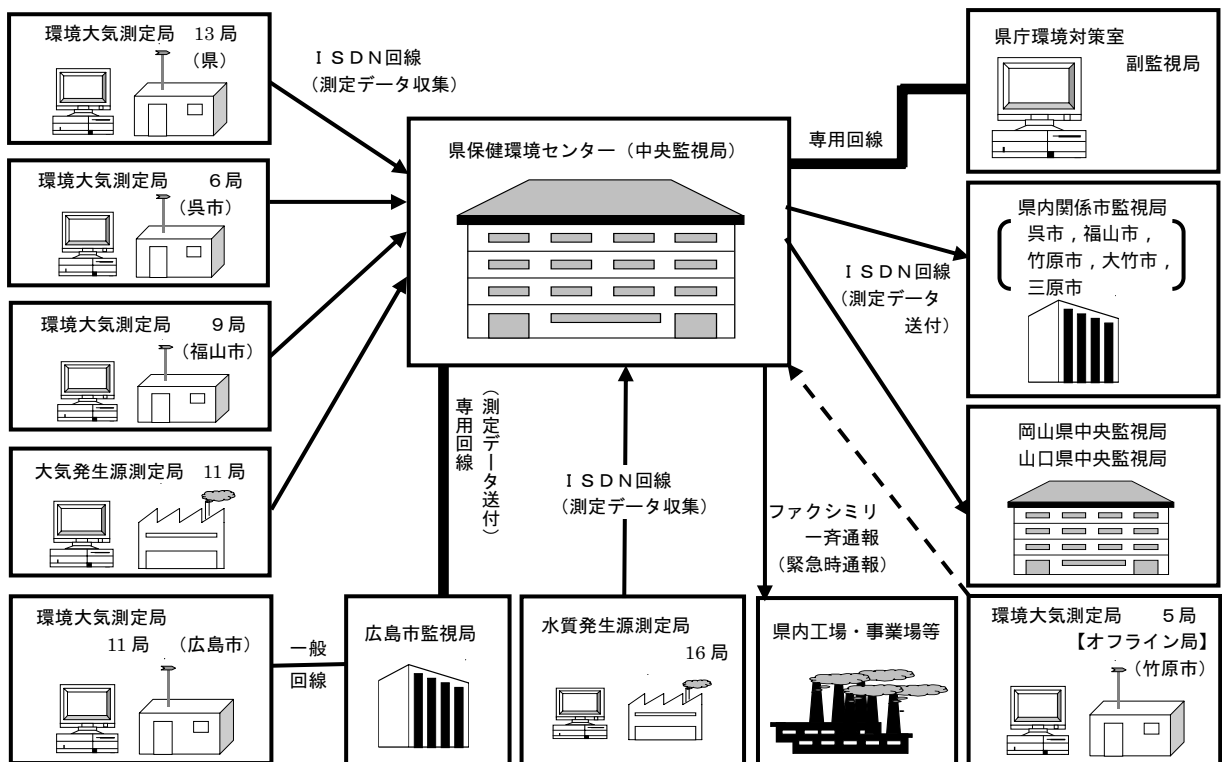 環境大気測定局 13局
(県)
ISDN回線
(測定データ収集)
県庁環境対策室
副監視局
専用回線
県保健環境センター(中央監視局)
環境大気測定局 6局
(呉市)
県内関係市監視局
呉市,福山市,
竹原市,大竹市,
三原市
ISDN回線
(測定データ
送付)
環境大気測定局 9局
(福山市)
大気発生源測定局 11局
専用回線
(測定データ送付)
ISDN回線
(測定データ収集)
ファクシミリ
一斉通報
(緊急時通報)
岡山県中央監視局
山口県中央監視局
環境大気測定局
11局 (広島市)
一般
回線
広島市監視局
水質発生源測定局
16局
県内工場・事業場等
環境大気測定局 5局
【オフライン局】
(竹原市)